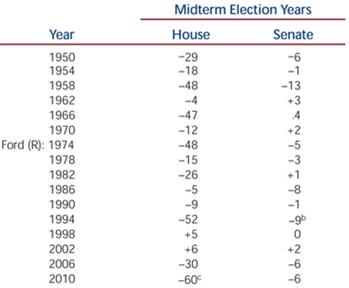 Midterm Election Years
Year House Senate
1950 –29 –6
1954 –18 –1
1958 –48 –13
1962 –4 +3
1966 –47 .4
1970 –12 +2
Ford (R): 1974 –48 –5
1978 –15 –3
1982 –26 +1
1986 –5 –8
1990 –9 –1
1994 –52 –9b
1998 +5 0
2002 +6 +2
2006 –30 –6
2010 –60c –6